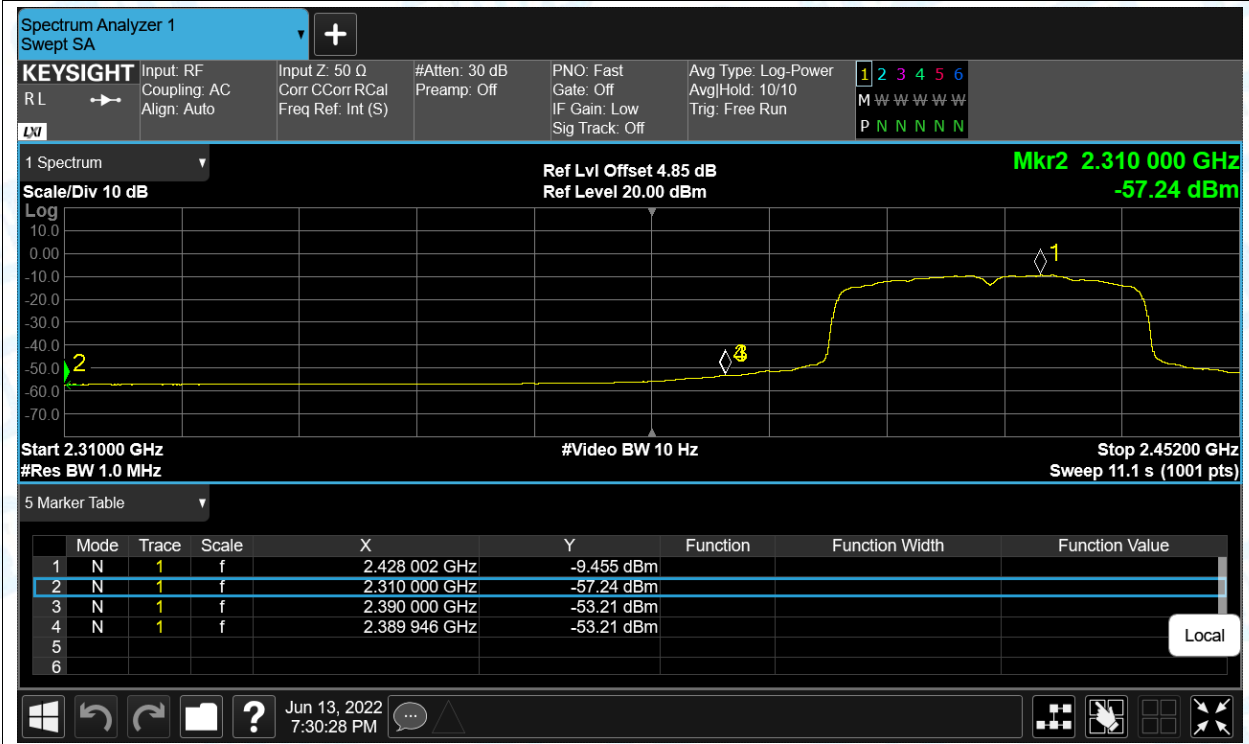 Spectrum Analyzer 1
Swept SA
+
KEYSIGHT
R L
LXI
Input: RF
Coupling: AC
Align: Auto
Input Z: 50 Ω
Corr CCorr RCal
Freq Ref: Int (S)
#Atten: 30 dB
Preamp: Off
PNO: Fast
Gate: Off
IF Gain: Low
Sig Track: Off
Avg Type: Log-Power
Avg|Hold: 10/10
Trig: Free Run
1 2 3 4 5 6
M W W W W W
P N N N N N
1 Spectrum
Scale/Div 10 dB
Ref Lvl Offset 4.85 dB
Ref Level 20.00 dBm
Mkr2 2.310 000 GHz
-57.24 dBm
Log
10.0
0.00
-10.0
-20.0
-30.0
-40.0
-50.0
-60.0
-70.0
1
2
Start 2.31000 GHz
#Res BW 1.0 MHz
#Video BW 10 Hz
Stop 2.45200 GHz
Sweep 11.1 s (1001 pts)
5 Marker Table
Mode Trace Scale X Y Function Function Width Function Value
1 N 1 f 2.428 002 GHz -9.455 dBm
2 N 1 f 2.310 000 GHz -57.24 dBm
3 N 1 f 2.390 000 GHz -53.21 dBm
4 N 1 f 2.389 946 GHz -53.21 dBm
5
6
Local
?
Jun 13, 2022
7:30:28 PM